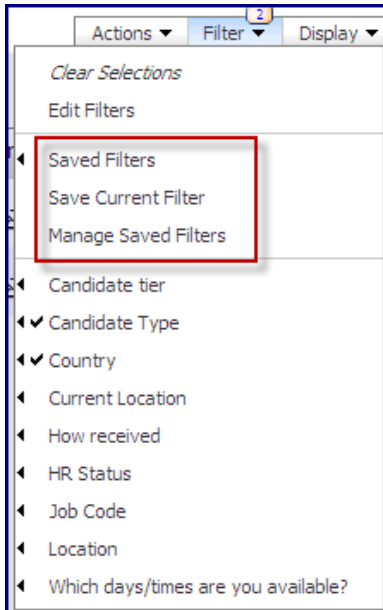 2
Actions Filter Display
Clear Selections
Edit Filters
Saved Filters
Save Current Filter
Manage Saved Filters
Candidate tier
Candidate Type
Country
Current Location
How received
HR Status
Job Code
Location
Which days/times are you available?